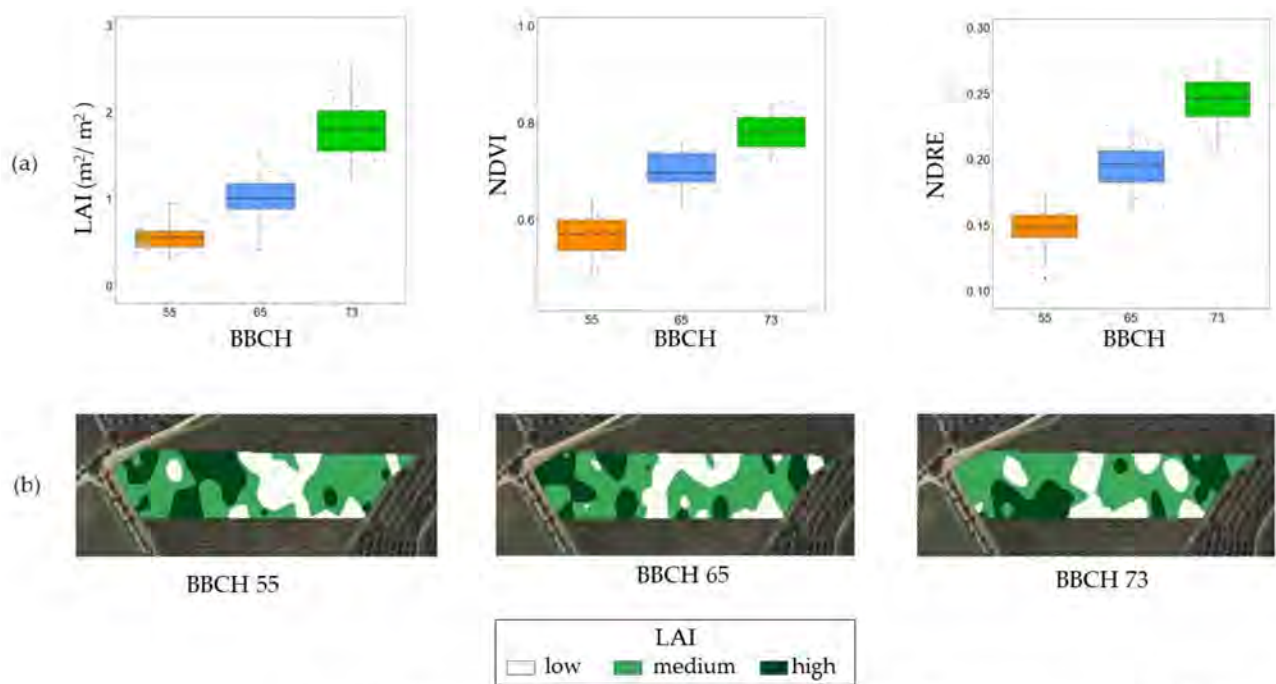 (a)
LAI (m²/ m²)
3
2
1
0
55 65 73
BBCH
NDVI
1.0
0.8
0.6
55 65 73
BBCH
NDRE
0.30
0.25
0.20
0.15
0.10
55 65 73
BBCH
(b)
BBCH 55
BBCH 65
BBCH 73
LAI
low medium high